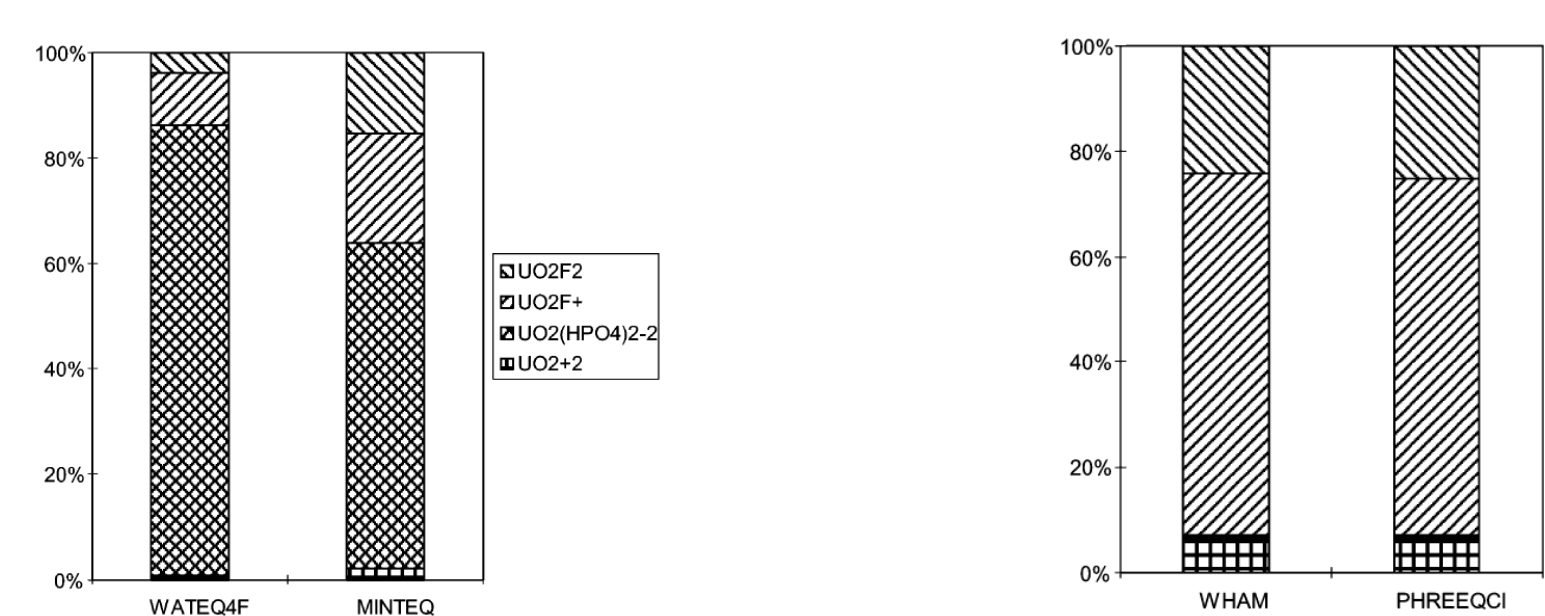 100%
80%
60%
40%
20%
0%
WATEQ4F MINTEQ
UO2F2
UO2F+
UO2(HPO4)2-2
UO2+2
100%
80%
60%
40%
20%
0%
WHAM PHREEQCI